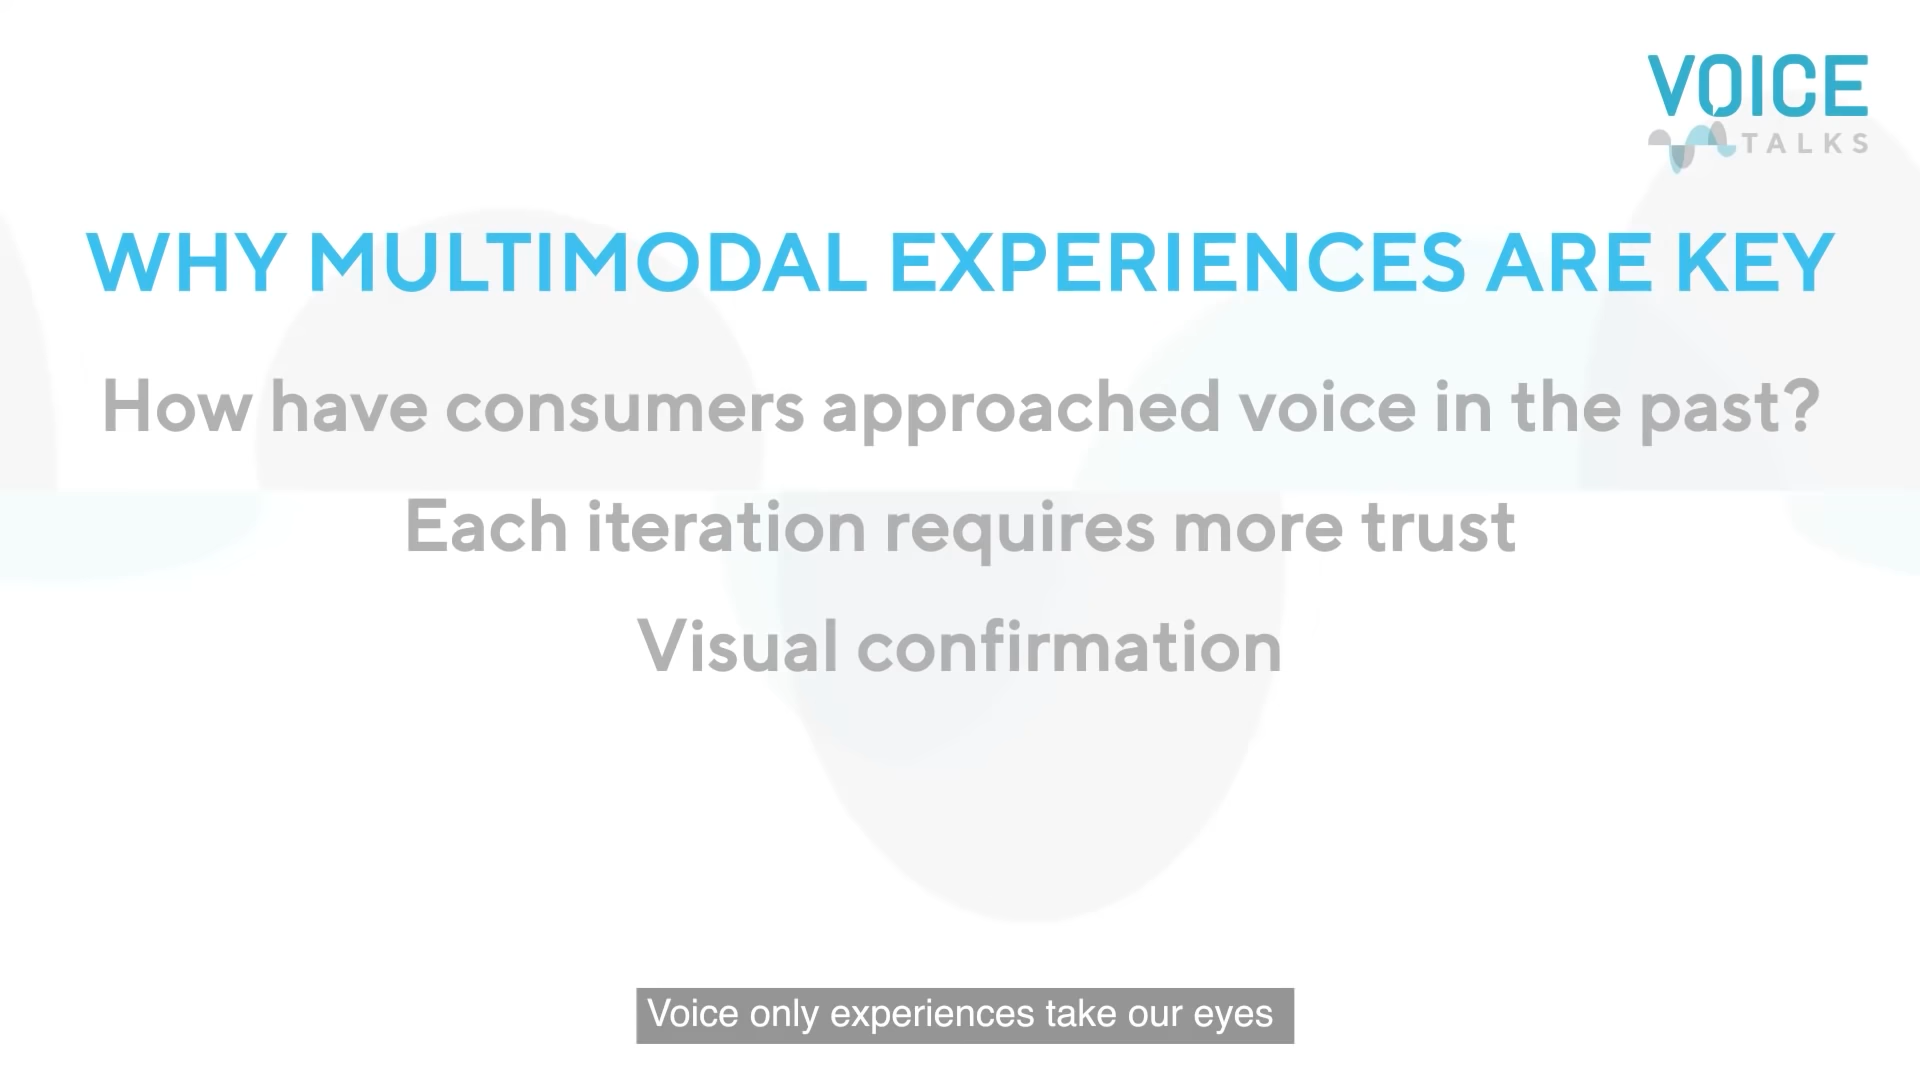 VOICE
TALKS
WHY MULTIMODAL EXPERIENCES ARE KEY
How have consumers approached voice in the past?
Each iteration requires more trust
Visual confirmation
Voice only experiences take our eyes